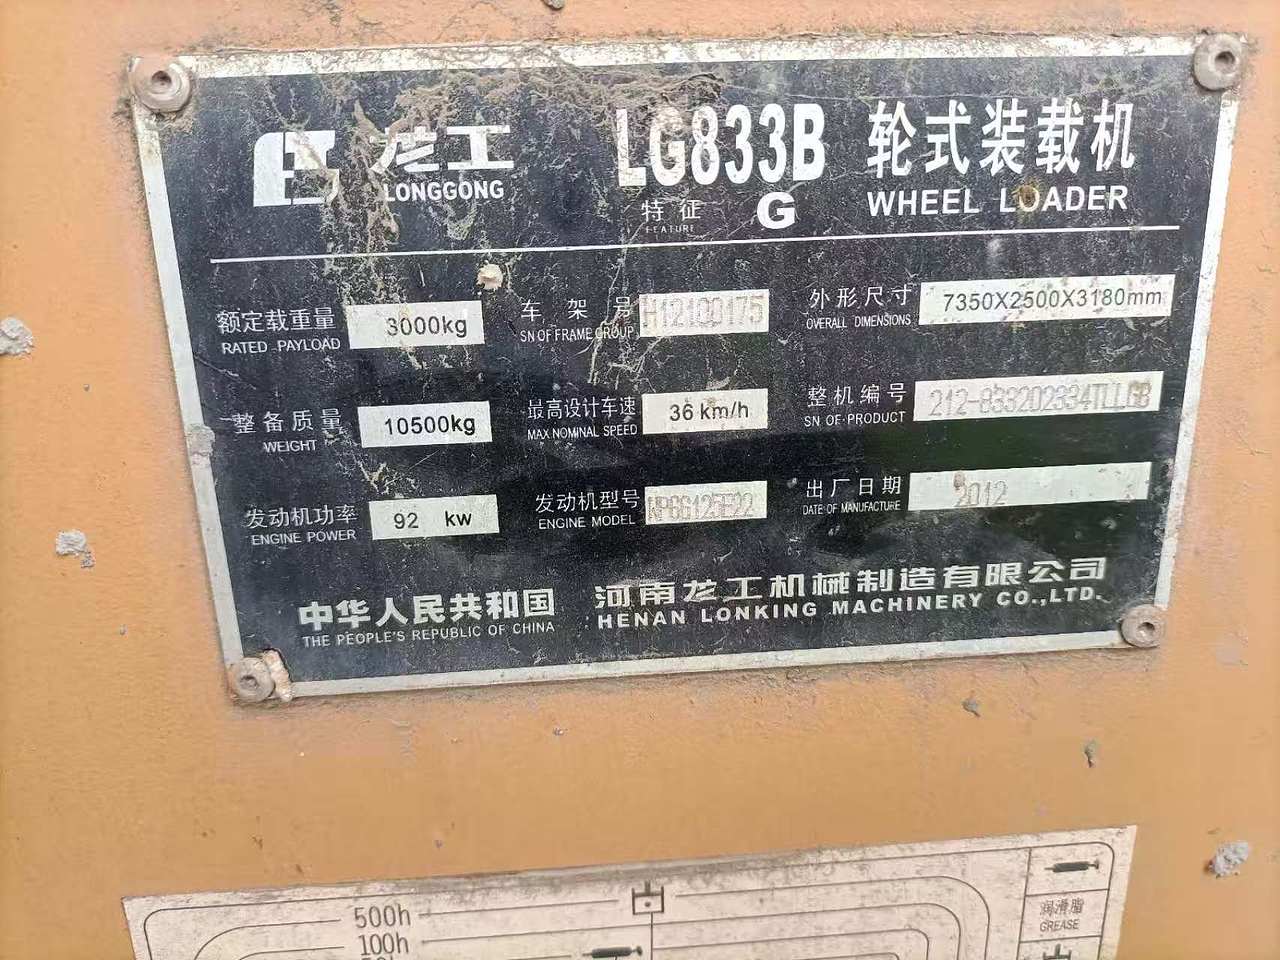 龙工
LONGGONG
LG833B
轮式装载机
特征
FEATURE
G
WHEEL LOADER
额定载重量
RATED PAYLOAD
3000kg
车架号
SN OF FRAME GROUP
H12100175
外形尺寸
OVERALL DIMENSIONS
7350X2500X3180mm
整备质量
WEIGHT
10500kg
最高设计车速
MAX NOMINAL SPEED
36 km/h
整机编号
SN OF PRODUCT
发动机功率
ENGINE POWER
92 kw
发动机型号
ENGINE MODEL
出厂日期
DATE OF MANUFACTURE
2012
中华人民共和国
THE PEOPLE'S REPUBLIC OF CHINA
河南龙工机械制造有限公司
HENAN LONKING MACHINERY CO.,LTD.
500h
100h
润滑脂
GREASE